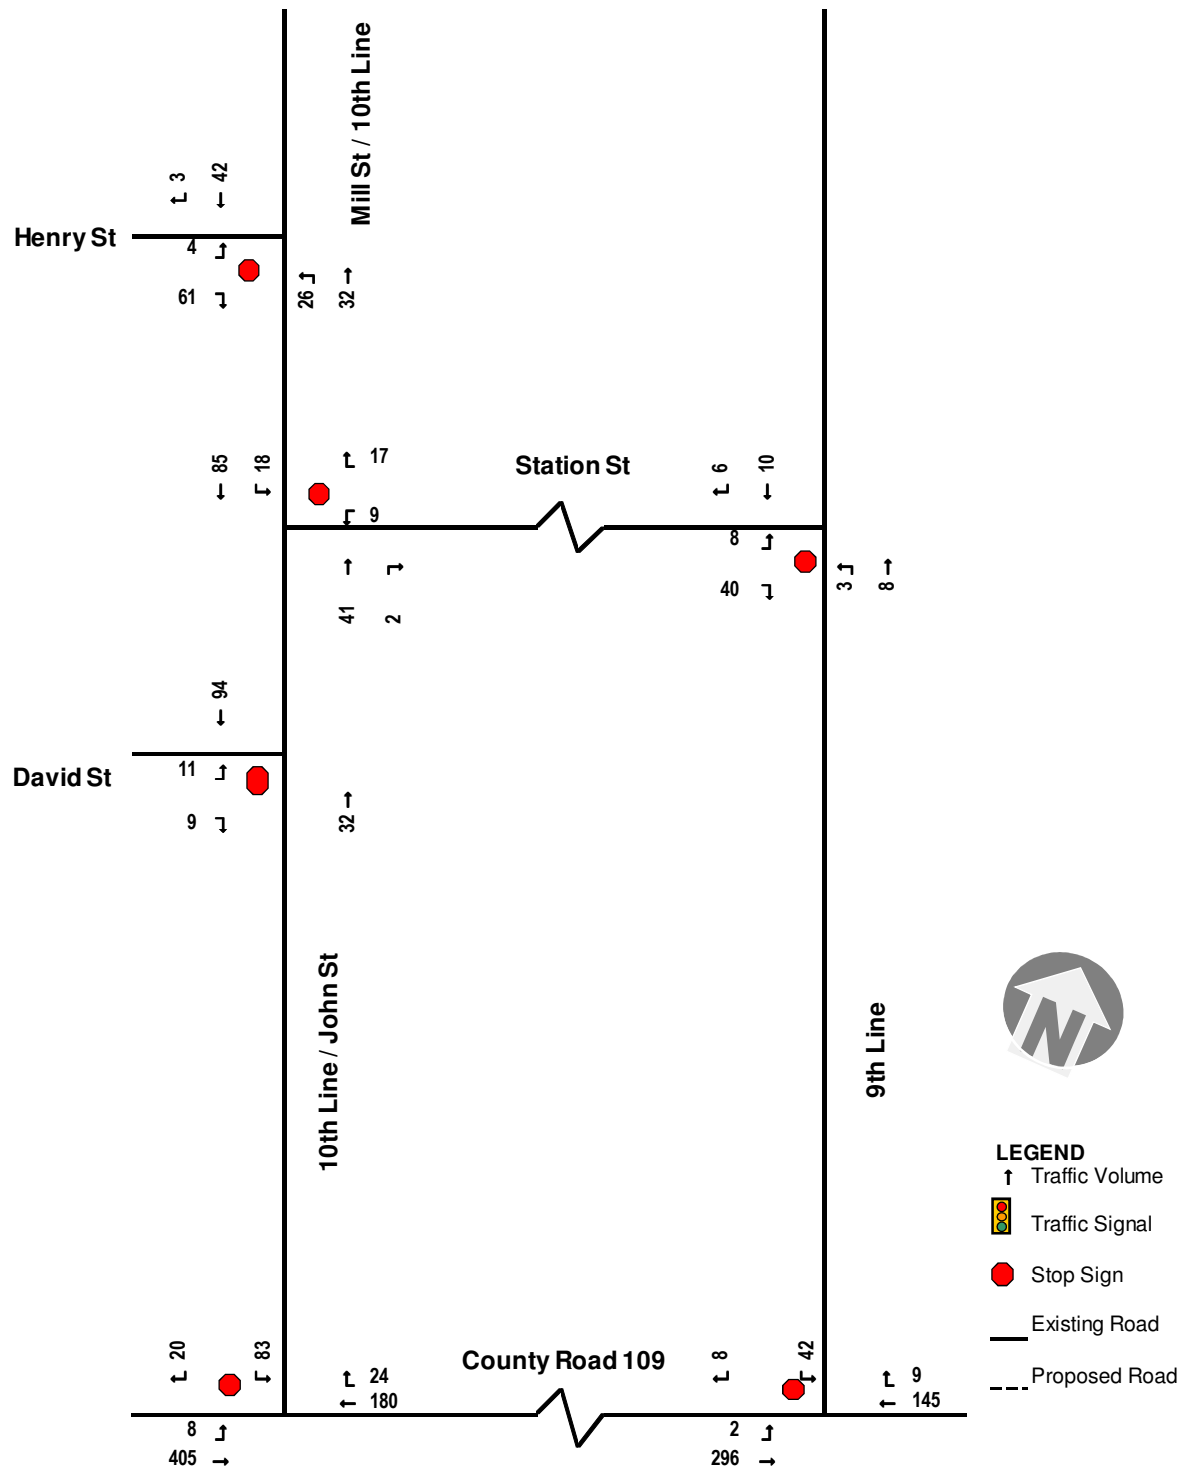 Mill St / 10th Line
3
42
Henry St
4
61
26
32
85
18
17
9
Station St
6
10
8
40
3
8
41
2
94
David St
11
9
32
10th Line / John St
9th Line
N
LEGEND
Traffic Volume
Traffic Signal
Stop Sign
Existing Road
Proposed Road
20
83
24
180
County Road 109
8
42
9
145
8
405
2
296